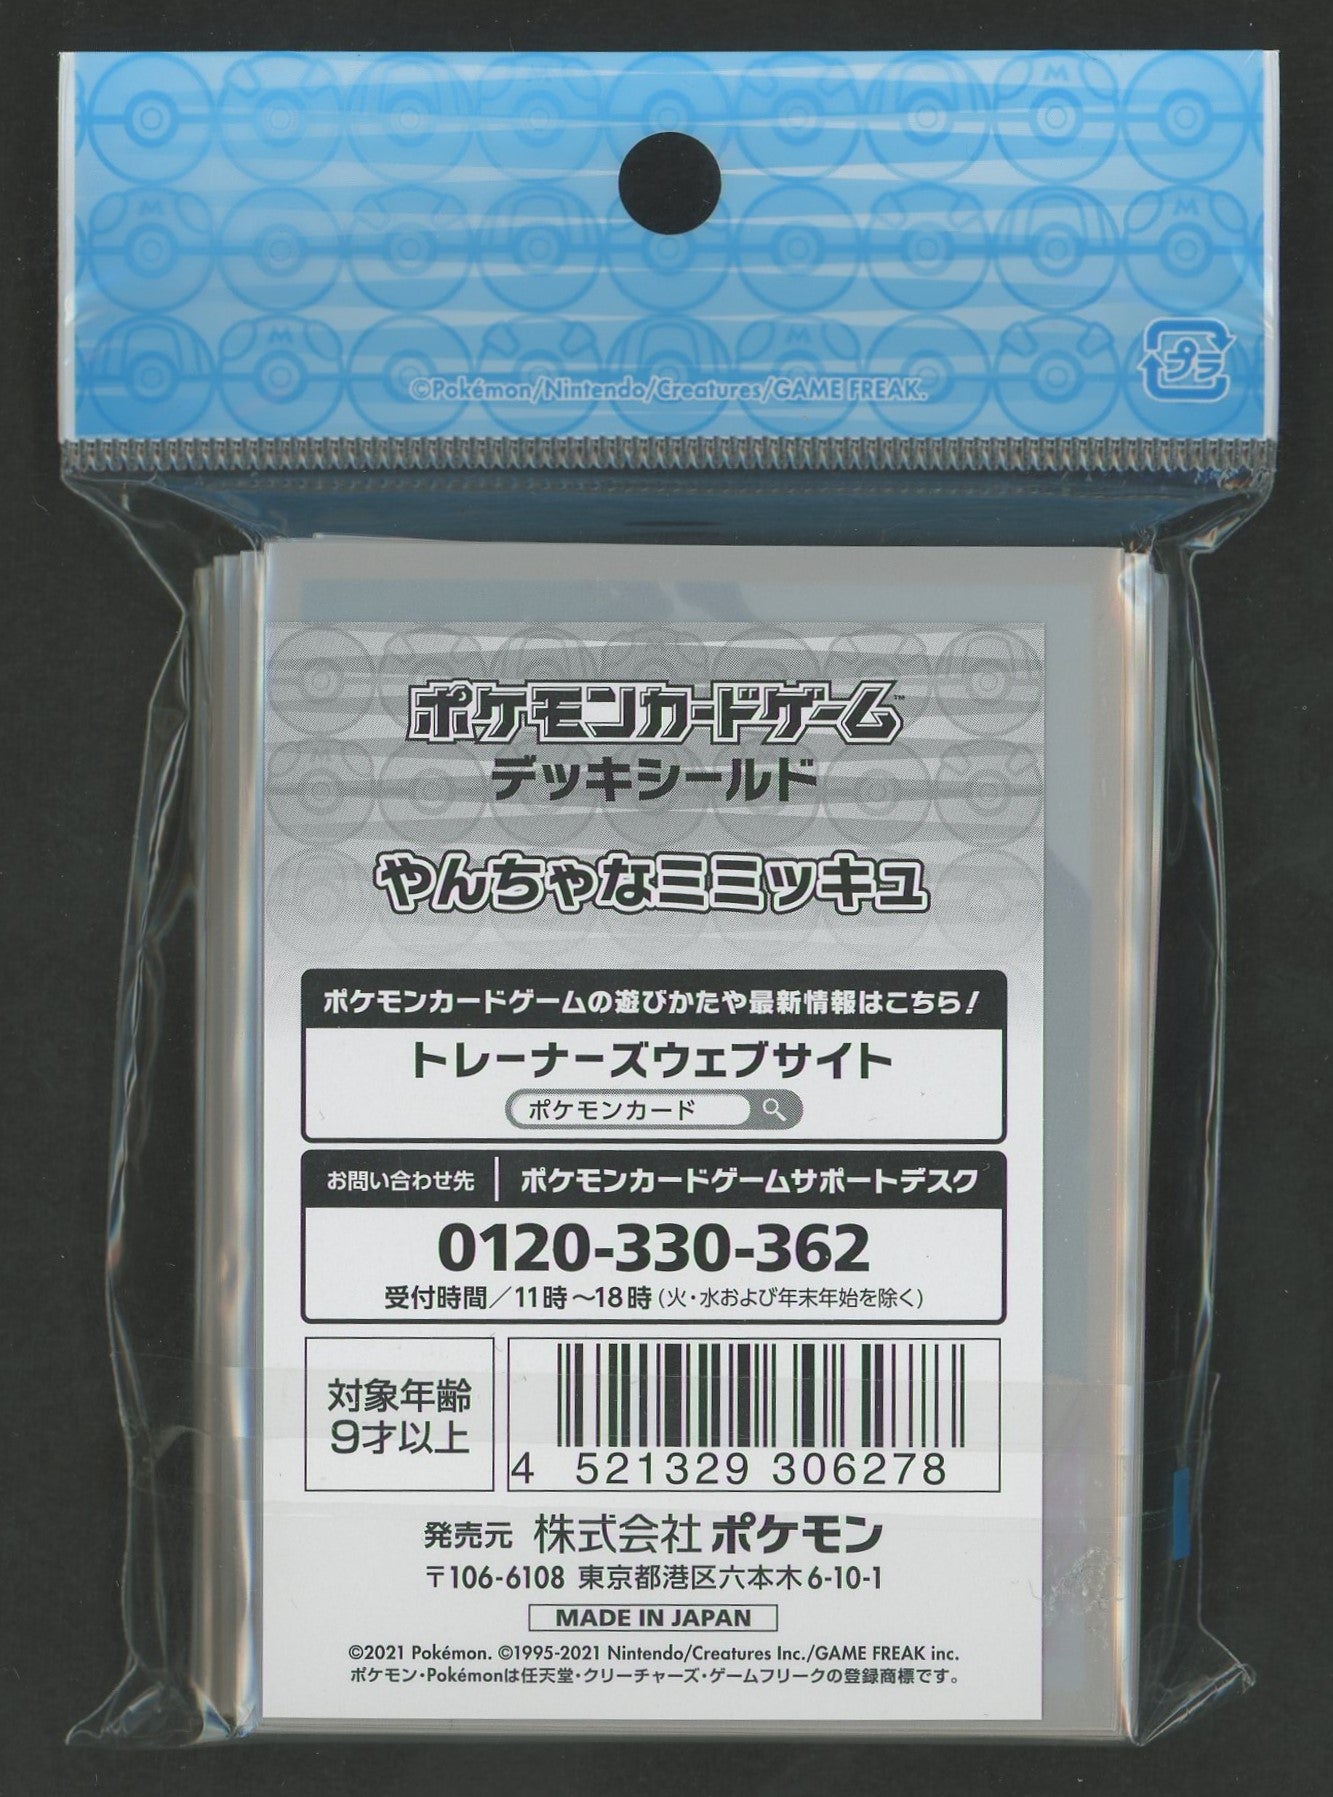 プラ
©Pokémon/Nintendo/Creatures/GAME FREAK.
ポケモンカードゲーム™
デッキシールド
やんちゃなミミッキュ
ポケモンカードゲームの遊びかたや最新情報はこちら!
トレーナーズウェブサイト
ポケモンカード
お問い合わせ先 ポケモンカードゲームサポートデスク
0120-330-362
受付時間/11時~18時(火・水および年末年始を除く)
対象年齢
9才以上
4 521329 306278
発売元 株式会社ポケモン
〒106-6108 東京都港区六本木6-10-1
MADE IN JAPAN
©2021 Pokémon. ©1995-2021 Nintendo/Creatures Inc./GAME FREAK inc.
ポケモン・Pokémonは任天堂・クリーチャーズ・ゲームフリークの登録商標です。